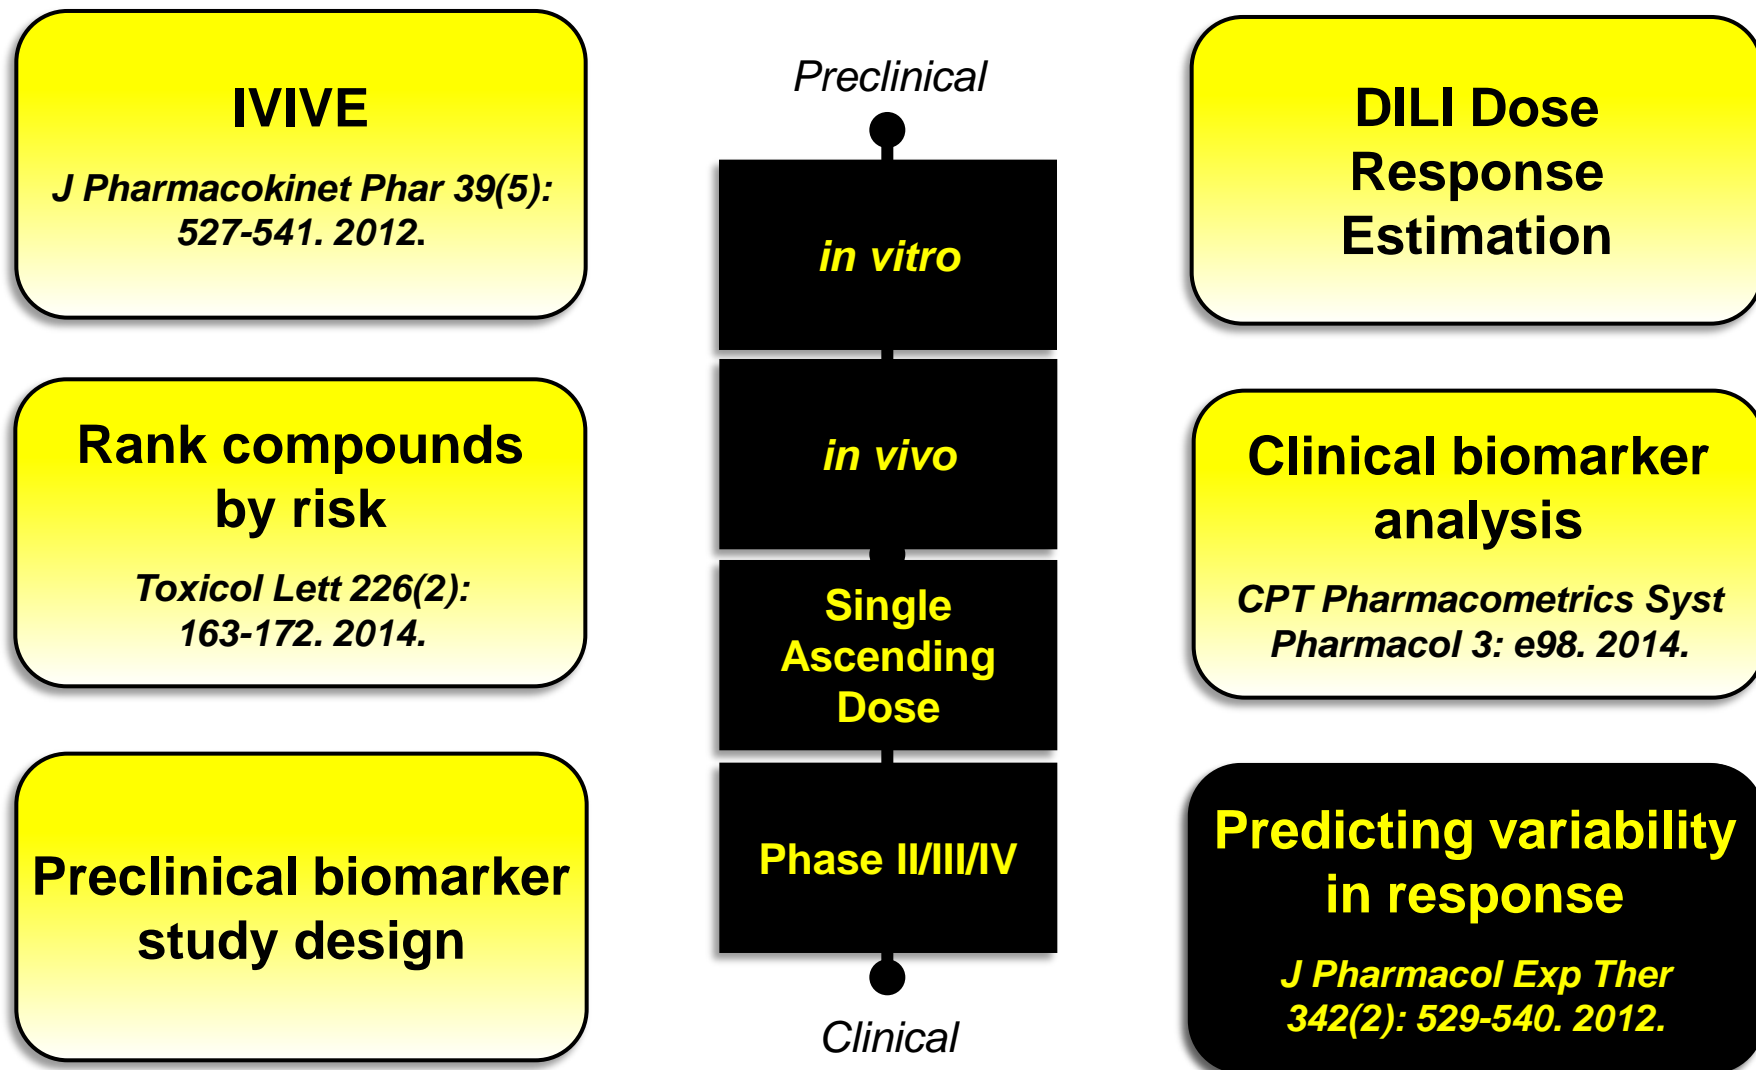 IVIVE
J Pharmacokinet Phar 39(5):
527-541. 2012.
Rank compounds
by risk
Toxicol Lett 226(2):
163-172. 2014.
Preclinical biomarker
study design
Preclinical
in vitro
in vivo
Single
Ascending
Dose
Phase II/III/IV
Clinical
DILI Dose
Response
Estimation
Clinical biomarker
analysis
CPT Pharmacometrics Syst
Pharmacol 3: e98. 2014.
Predicting variability
in response
J Pharmacol Exp Ther
342(2): 529-540. 2012.